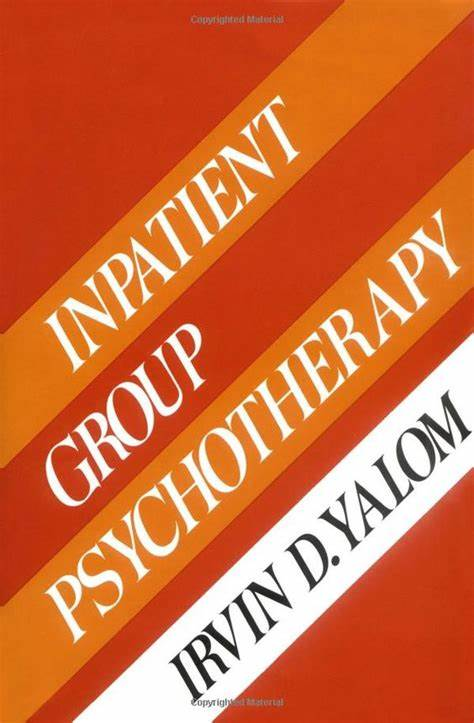 Copyrighted Material
INPATIENT
GROUP
PSYCHOTHERAPY
IRVIN D. YALOM
Copyrighted Material